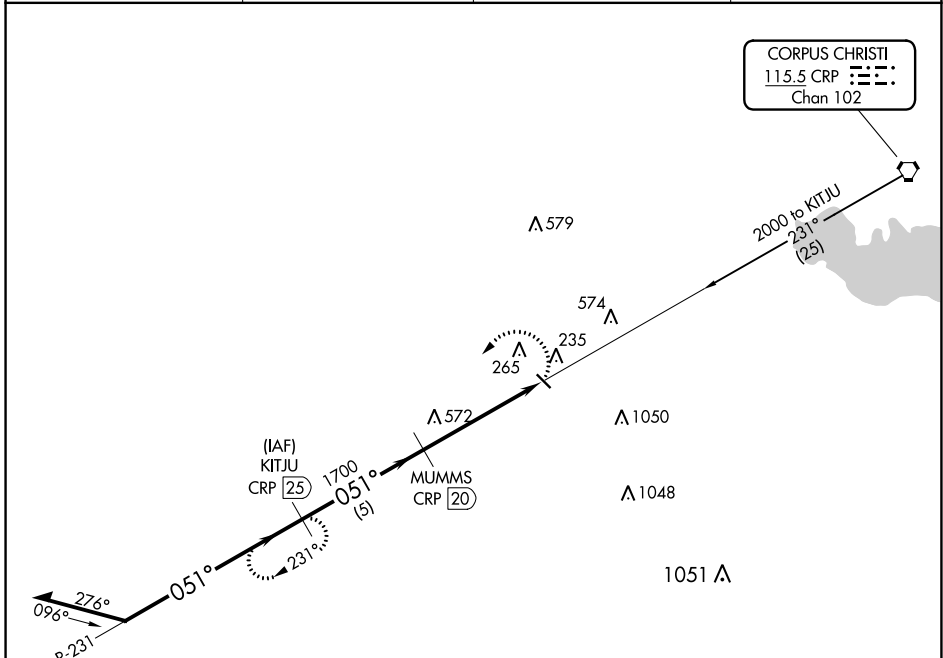 CORPUS CHRISTI
115.5 CRP
Chan 102
2000 to KITJU
231°
(25)
579
574
235
265
572
1050
(IAF)
KITJU
CRP 25
1700
051°
(5)
MUMMS
CRP 20
1048
231°
1051
051°
276°
096°
R-231